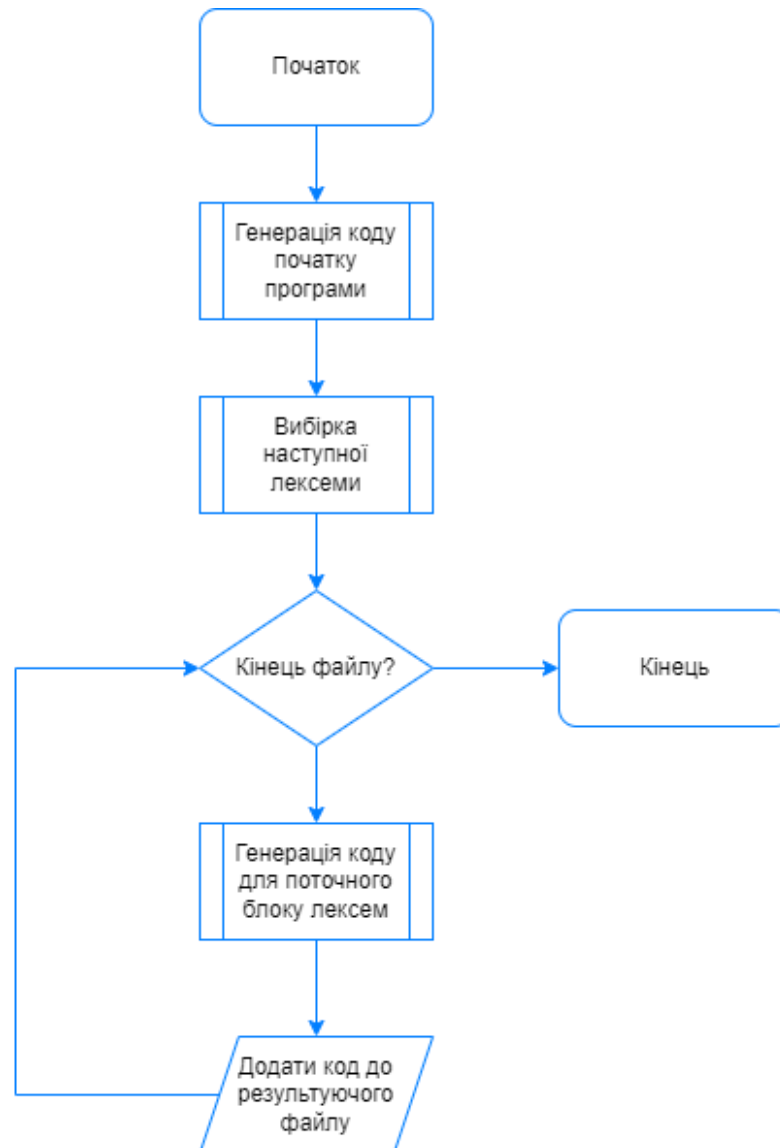 Початок
Генерація коду
початку
програми
Вибірка
наступної
лексеми
Кінець файлу?
Кінець
Генерація коду
для поточного
блоку лексем
Додати код до
результуючого
файлу